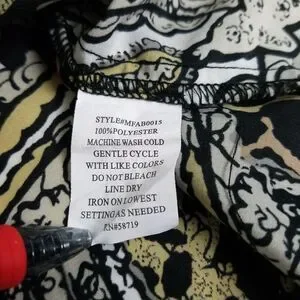 STYLE#MFAB0015
100%POLYESTER
MACHINE WASH COLD
GENTLE CYCLE
WITH LIKE COLORS
DO NOT BLEACH
LINE DRY
IRON ON LOWEST
SETTINGAS NEEDED
RN#58719